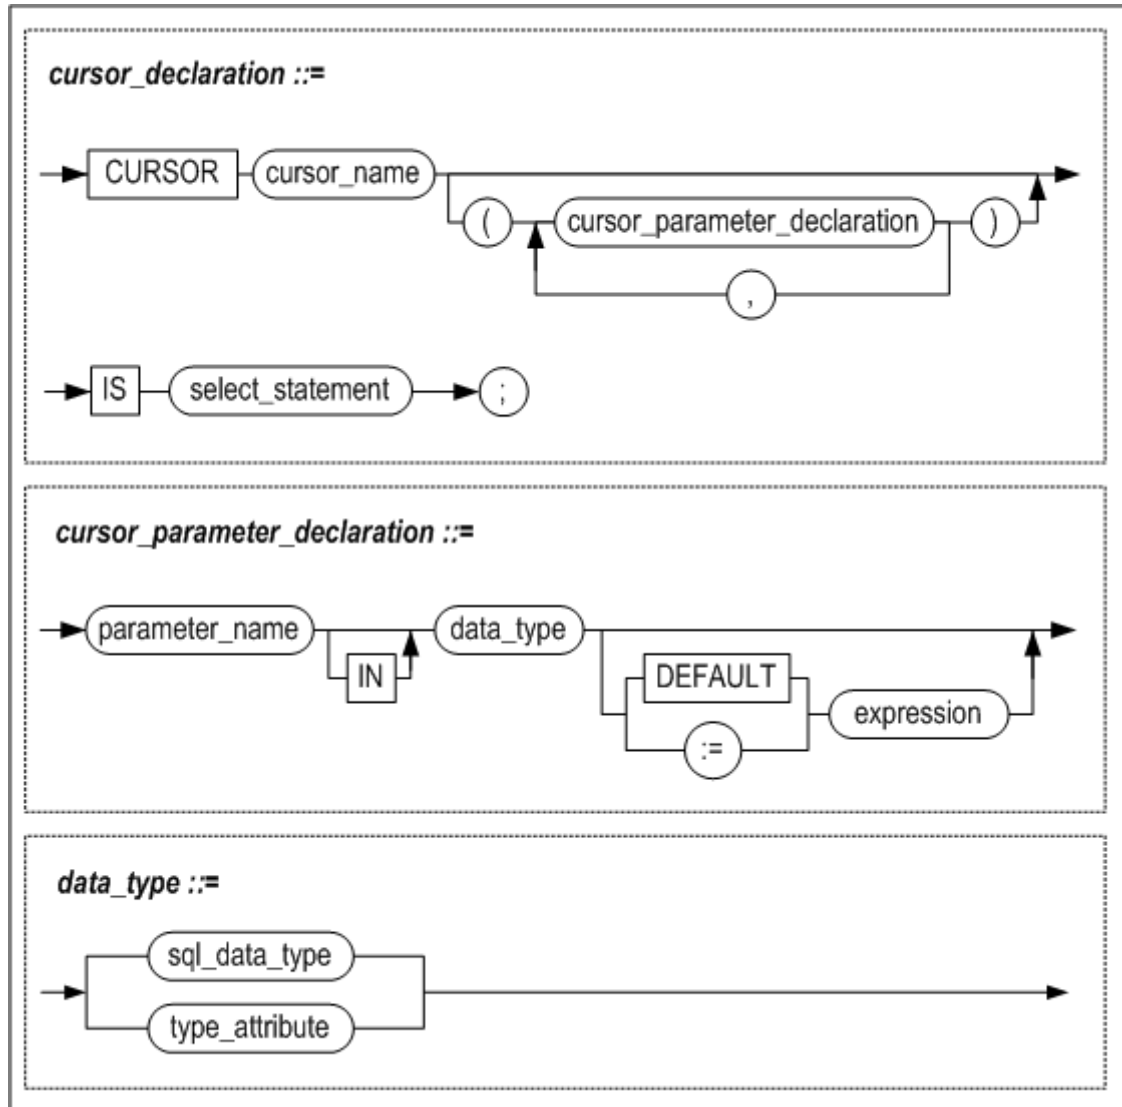 cursor_declaration ::=
CURSOR cursor_name
( cursor_parameter_declaration )
,
IS select_statement ;
cursor_parameter_declaration ::=
parameter_name data_type
IN DEFAULT
expression
:=
data_type ::=
sql_data_type
type_attribute